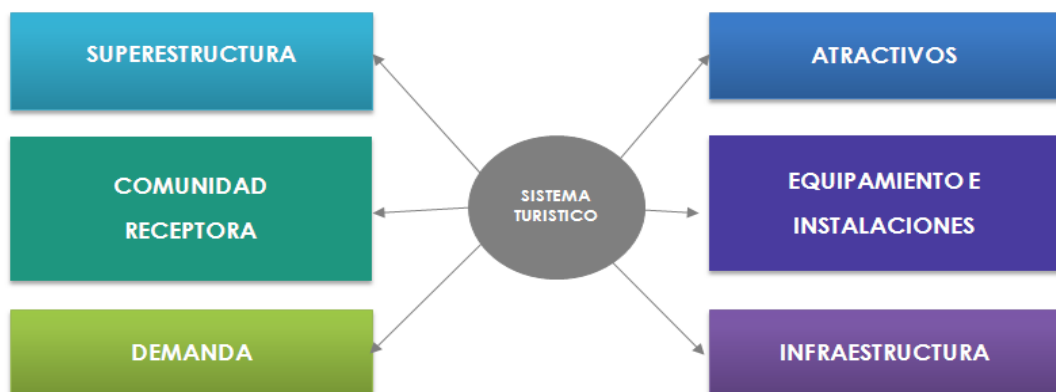 SUPERESTRUCTURA
ATRACTIVOS
COMUNIDAD
RECEPTORA
SISTEMA
TURISTICO
EQUIPAMIENTO E
INSTALACIONES
DEMANDA
INFRAESTRUCTURA